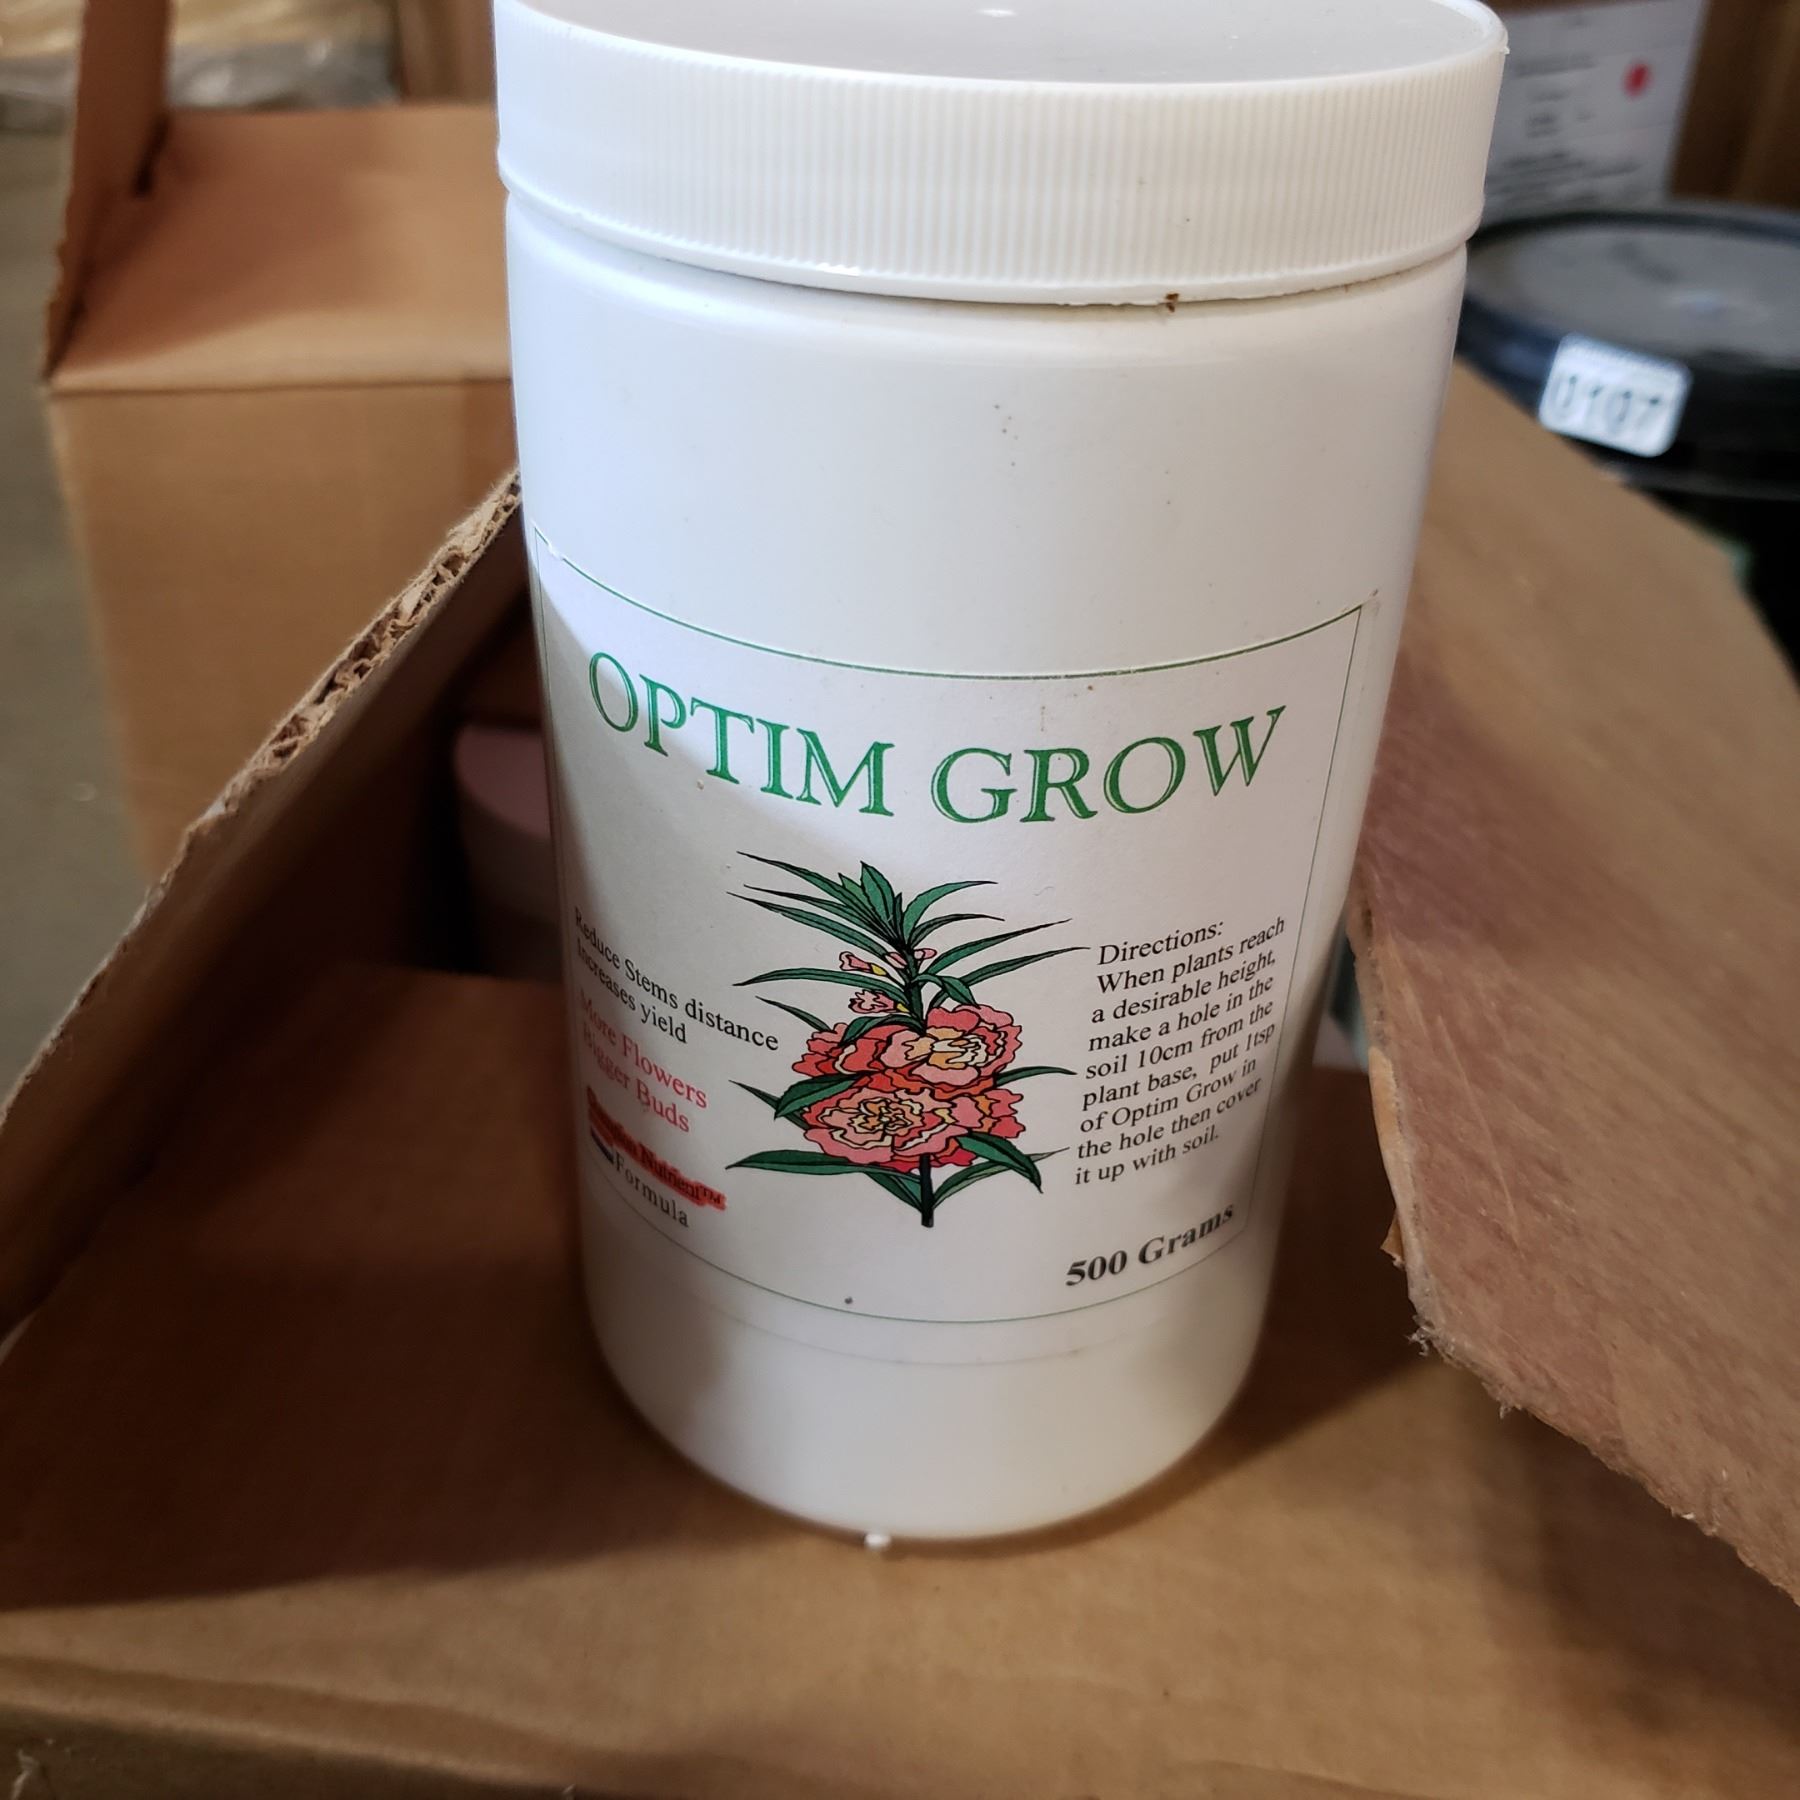 OPTIM GROW
Reduce Stems distance
Increases yield
More Flowers
Bigger Buds
Nutrient™
Formula
Directions:
When plants reach
a desirable height,
make a hole in the
soil 10cm from the
plant base, put 1tsp
of Optim Grow in
the hole then cover
it up with soil.
500 Grams
0107